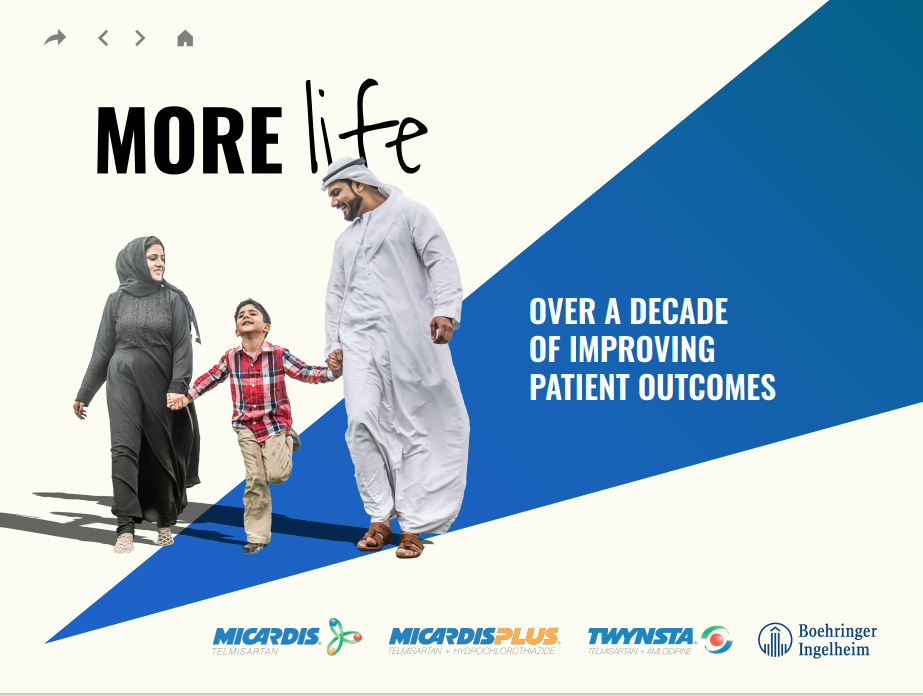 MORE life
OVER A DECADE
OF IMPROVING
PATIENT OUTCOMES
MICARDIS®
TELMISARTAN
MICARDISPLUS®
TELMISARTAN + HYDROCHLOROTHIAZIDE
TWYNSTA®
TELMISARTAN + AMLODIPINE
Boehringer
Ingelheim